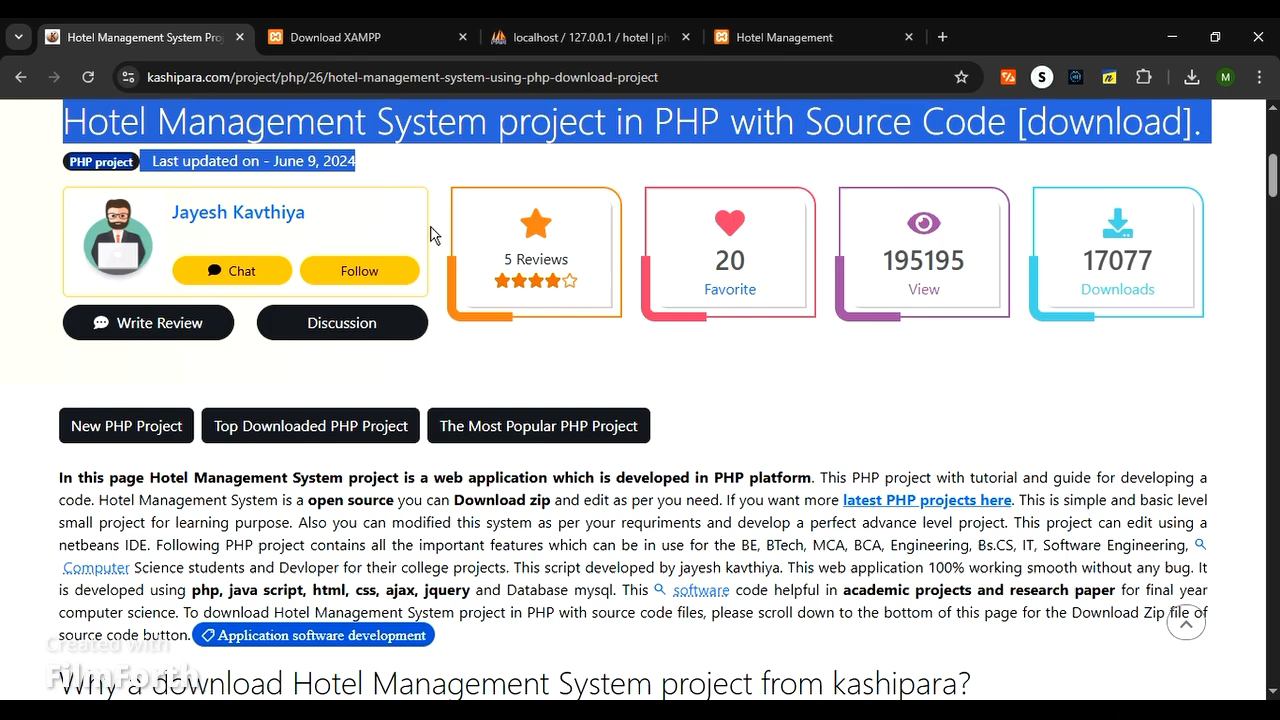 Hotel Management System Proj
Download XAMPP
localhost / 127.0.0.1 / hotel | ph
Hotel Management
kashipara.com/project/php/26/hotel-management-system-using-php-download-project
S
n
M
Hotel Management System project in PHP with Source Code [download].
PHP project Last updated on - June 9, 2024
Jayesh Kavthiya
Chat
Follow
Write Review
Discussion
5 Reviews
20
Favorite
195195
View
17077
Downloads
New PHP Project
Top Downloaded PHP Project
The Most Popular PHP Project
In this page Hotel Management System project is a web application which is developed in PHP platform. This PHP project with tutorial and guide for developing a
code. Hotel Management System is a open source you can Download zip and edit as per you need. If you want more latest PHP projects here. This is simple and basic level
small project for learning purpose. Also you can modified this system as per your requriments and develop a perfect advance level project. This project can edit using a
netbeans IDE. Following PHP project contains all the important features which can be in use for the BE, BTech, MCA, BCA, Engineering, Bs.CS, IT, Software Engineering,
Computer Science students and Devloper for their college projects. This script developed by jayesh kavthiya. This web application 100% working smooth without any bug. It
is developed using php, java script, html, css, ajax, jquery and Database mysql. This software code helpful in academic projects and research paper for final year
computer science. To download Hotel Management System project in PHP with source code files, please scroll down to the bottom of this page for the Download Zip file of
source code button. Application software development
Created with
FilmForth
Why a download Hotel Management System project from kashipara?